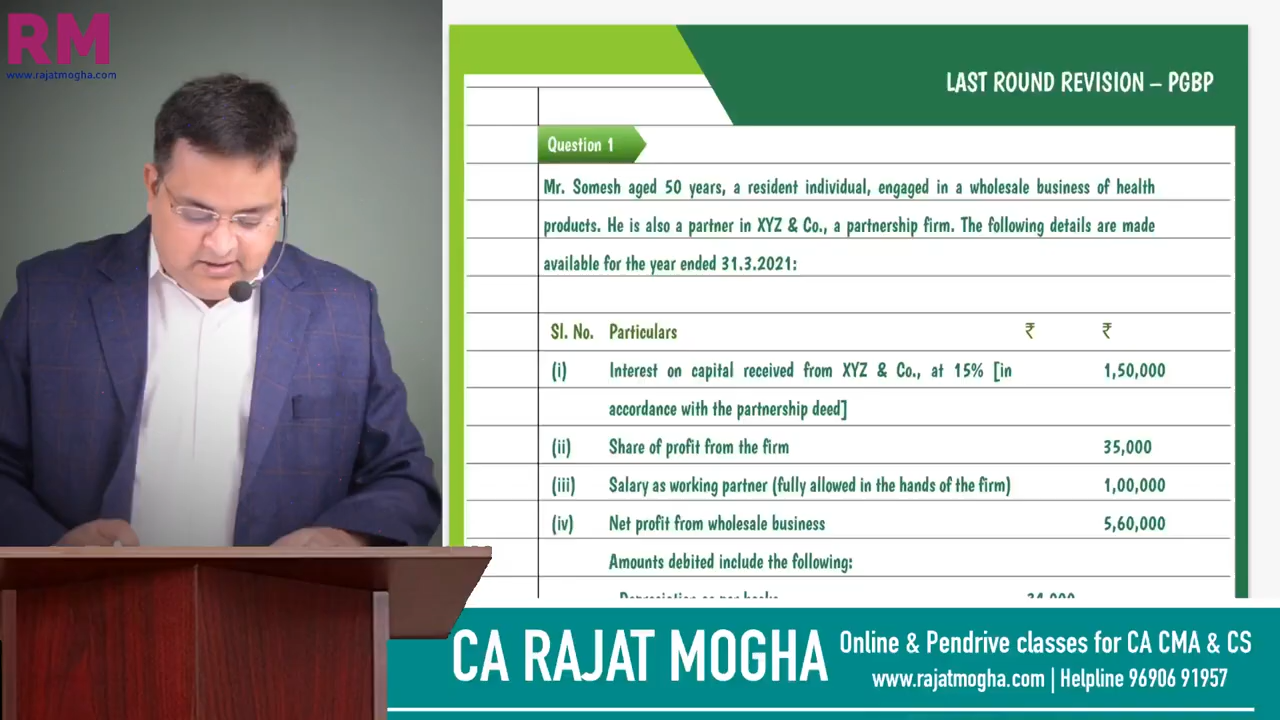 RM
www.rajatmogha.com
LAST ROUND REVISION – PGBP
Question 1
Mr. Somesh aged 50 years, a resident individual, engaged in a wholesale business of health
products. He is also a partner in XYZ & Co., a partnership firm. The following details are made
available for the year ended 31.3.2021:
Sl. No. Particulars ₹ ₹
(i) Interest on capital received from XYZ & Co., at 15% [in 1,50,000
accordance with the partnership deed]
(ii) Share of profit from the firm 35,000
(iii) Salary as working partner (fully allowed in the hands of the firm) 1,00,000
(iv) Net profit from wholesale business 5,60,000
Amounts debited include the following:
Depreciation as per books 34,000
CA RAJAT MOGHA
Online & Pendrive classes for CA CMA & CS
www.rajatmogha.com | Helpline 96906 91957